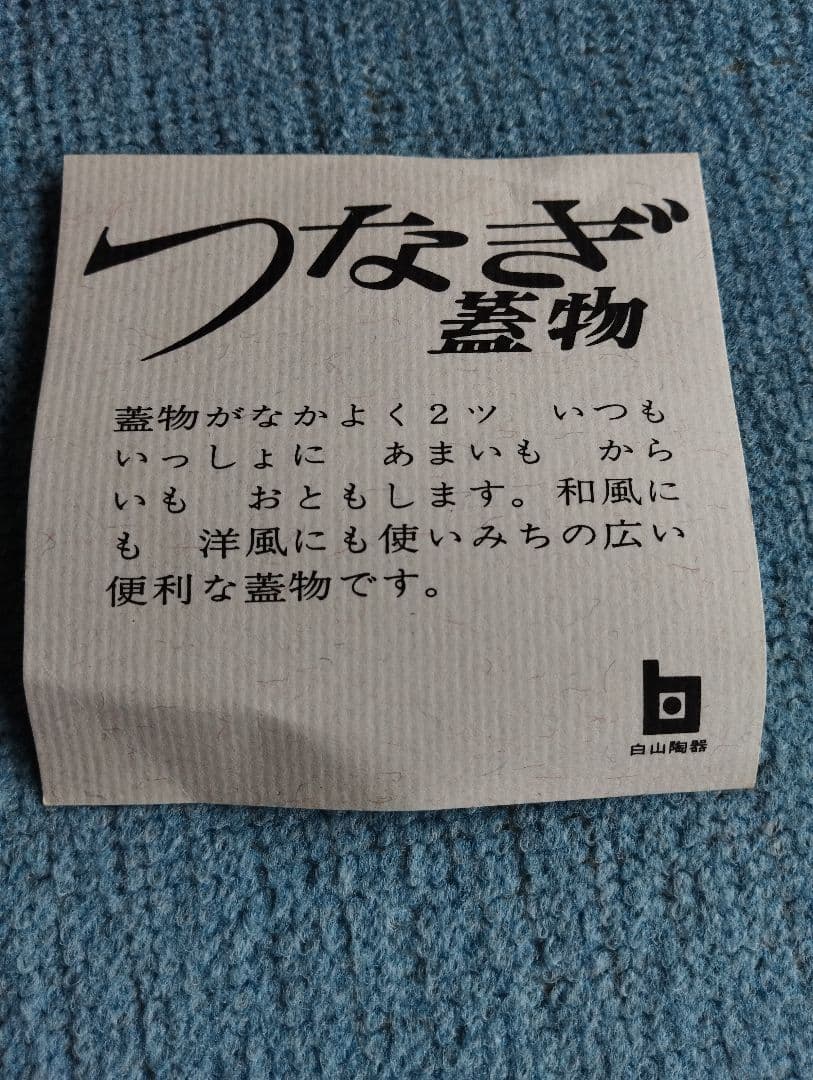 つなぎ
蓋物
蓋物がなかよく2ツ　いつも
いっしょに　あまいも　から
いも　おともします。和風に
も　洋風にも使いみちの広い
便利な蓋物です。
白山陶器